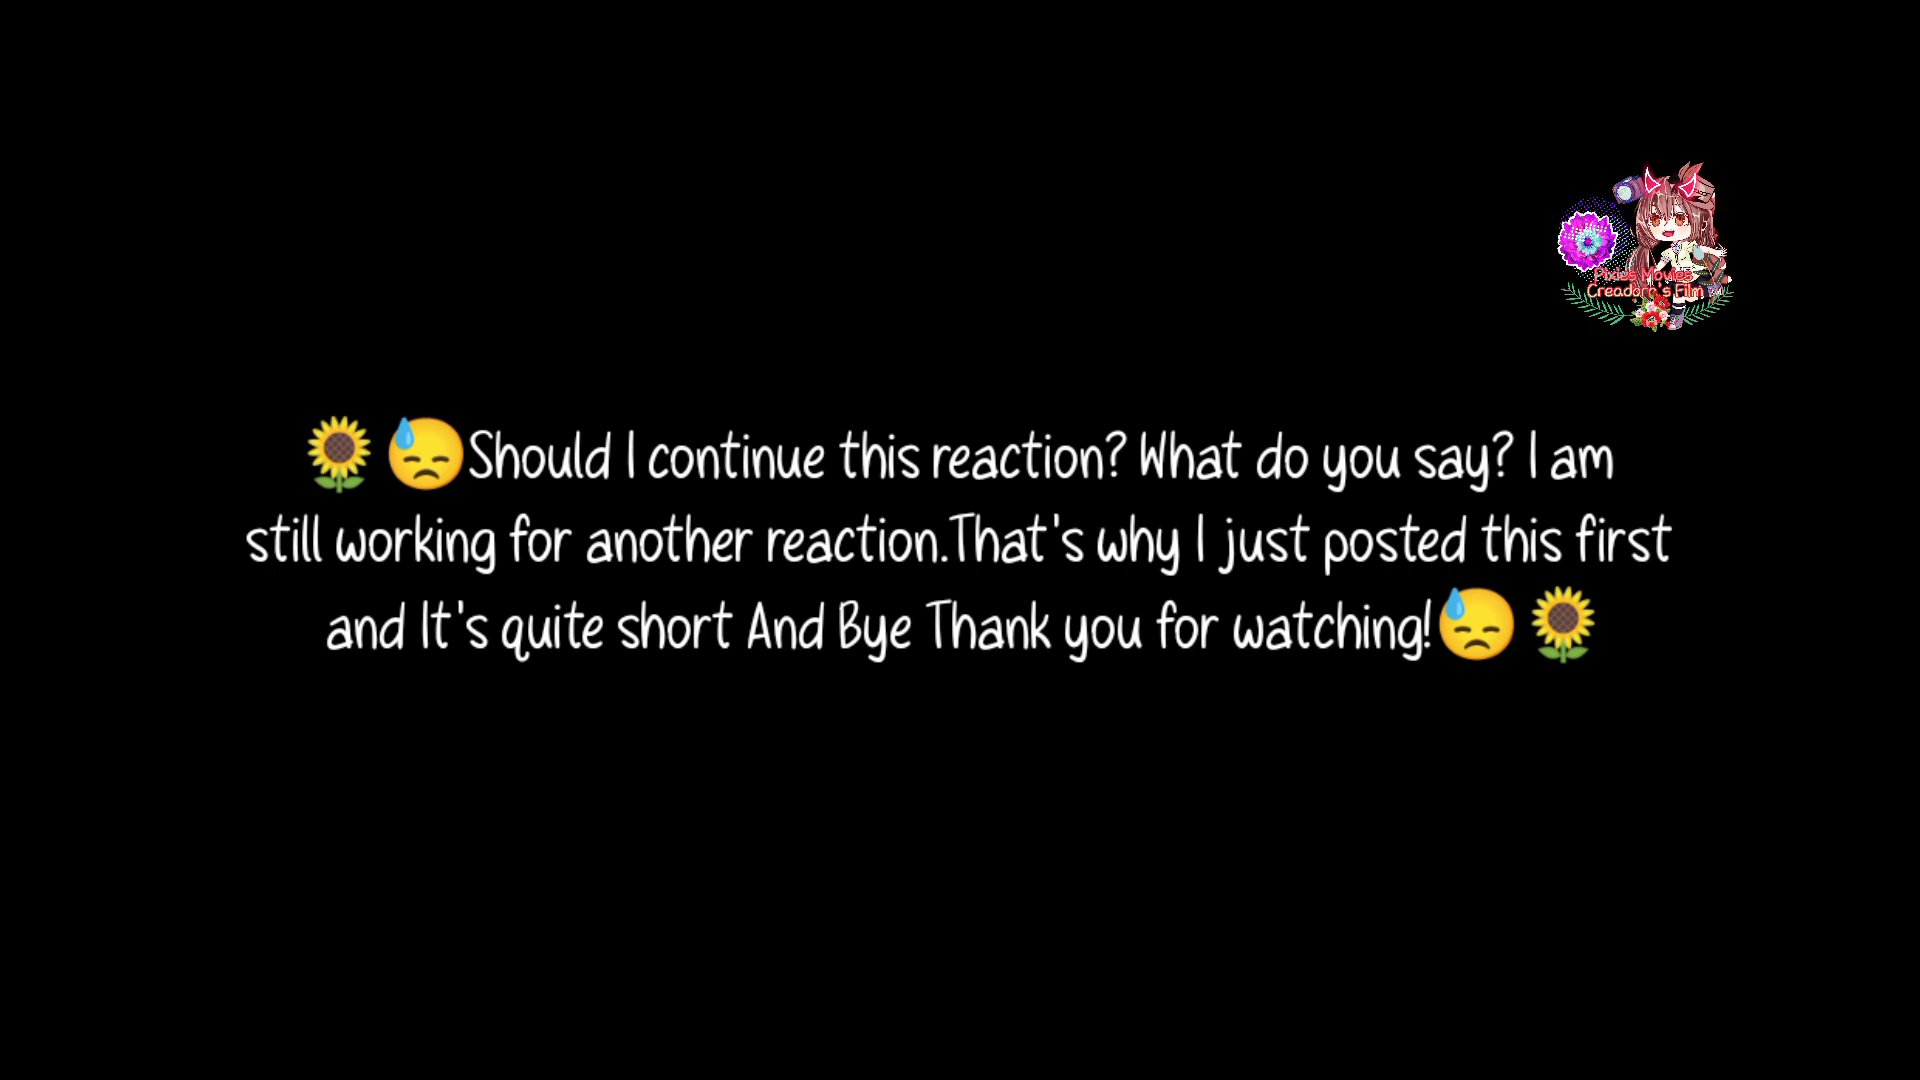 Pixie's Movies
Creadora's Film
🌻😓Should I continue this reaction? What do you say? I am
still working for another reaction.That's why I just posted this first
and It's quite short And Bye Thank you for watching!😓🌻